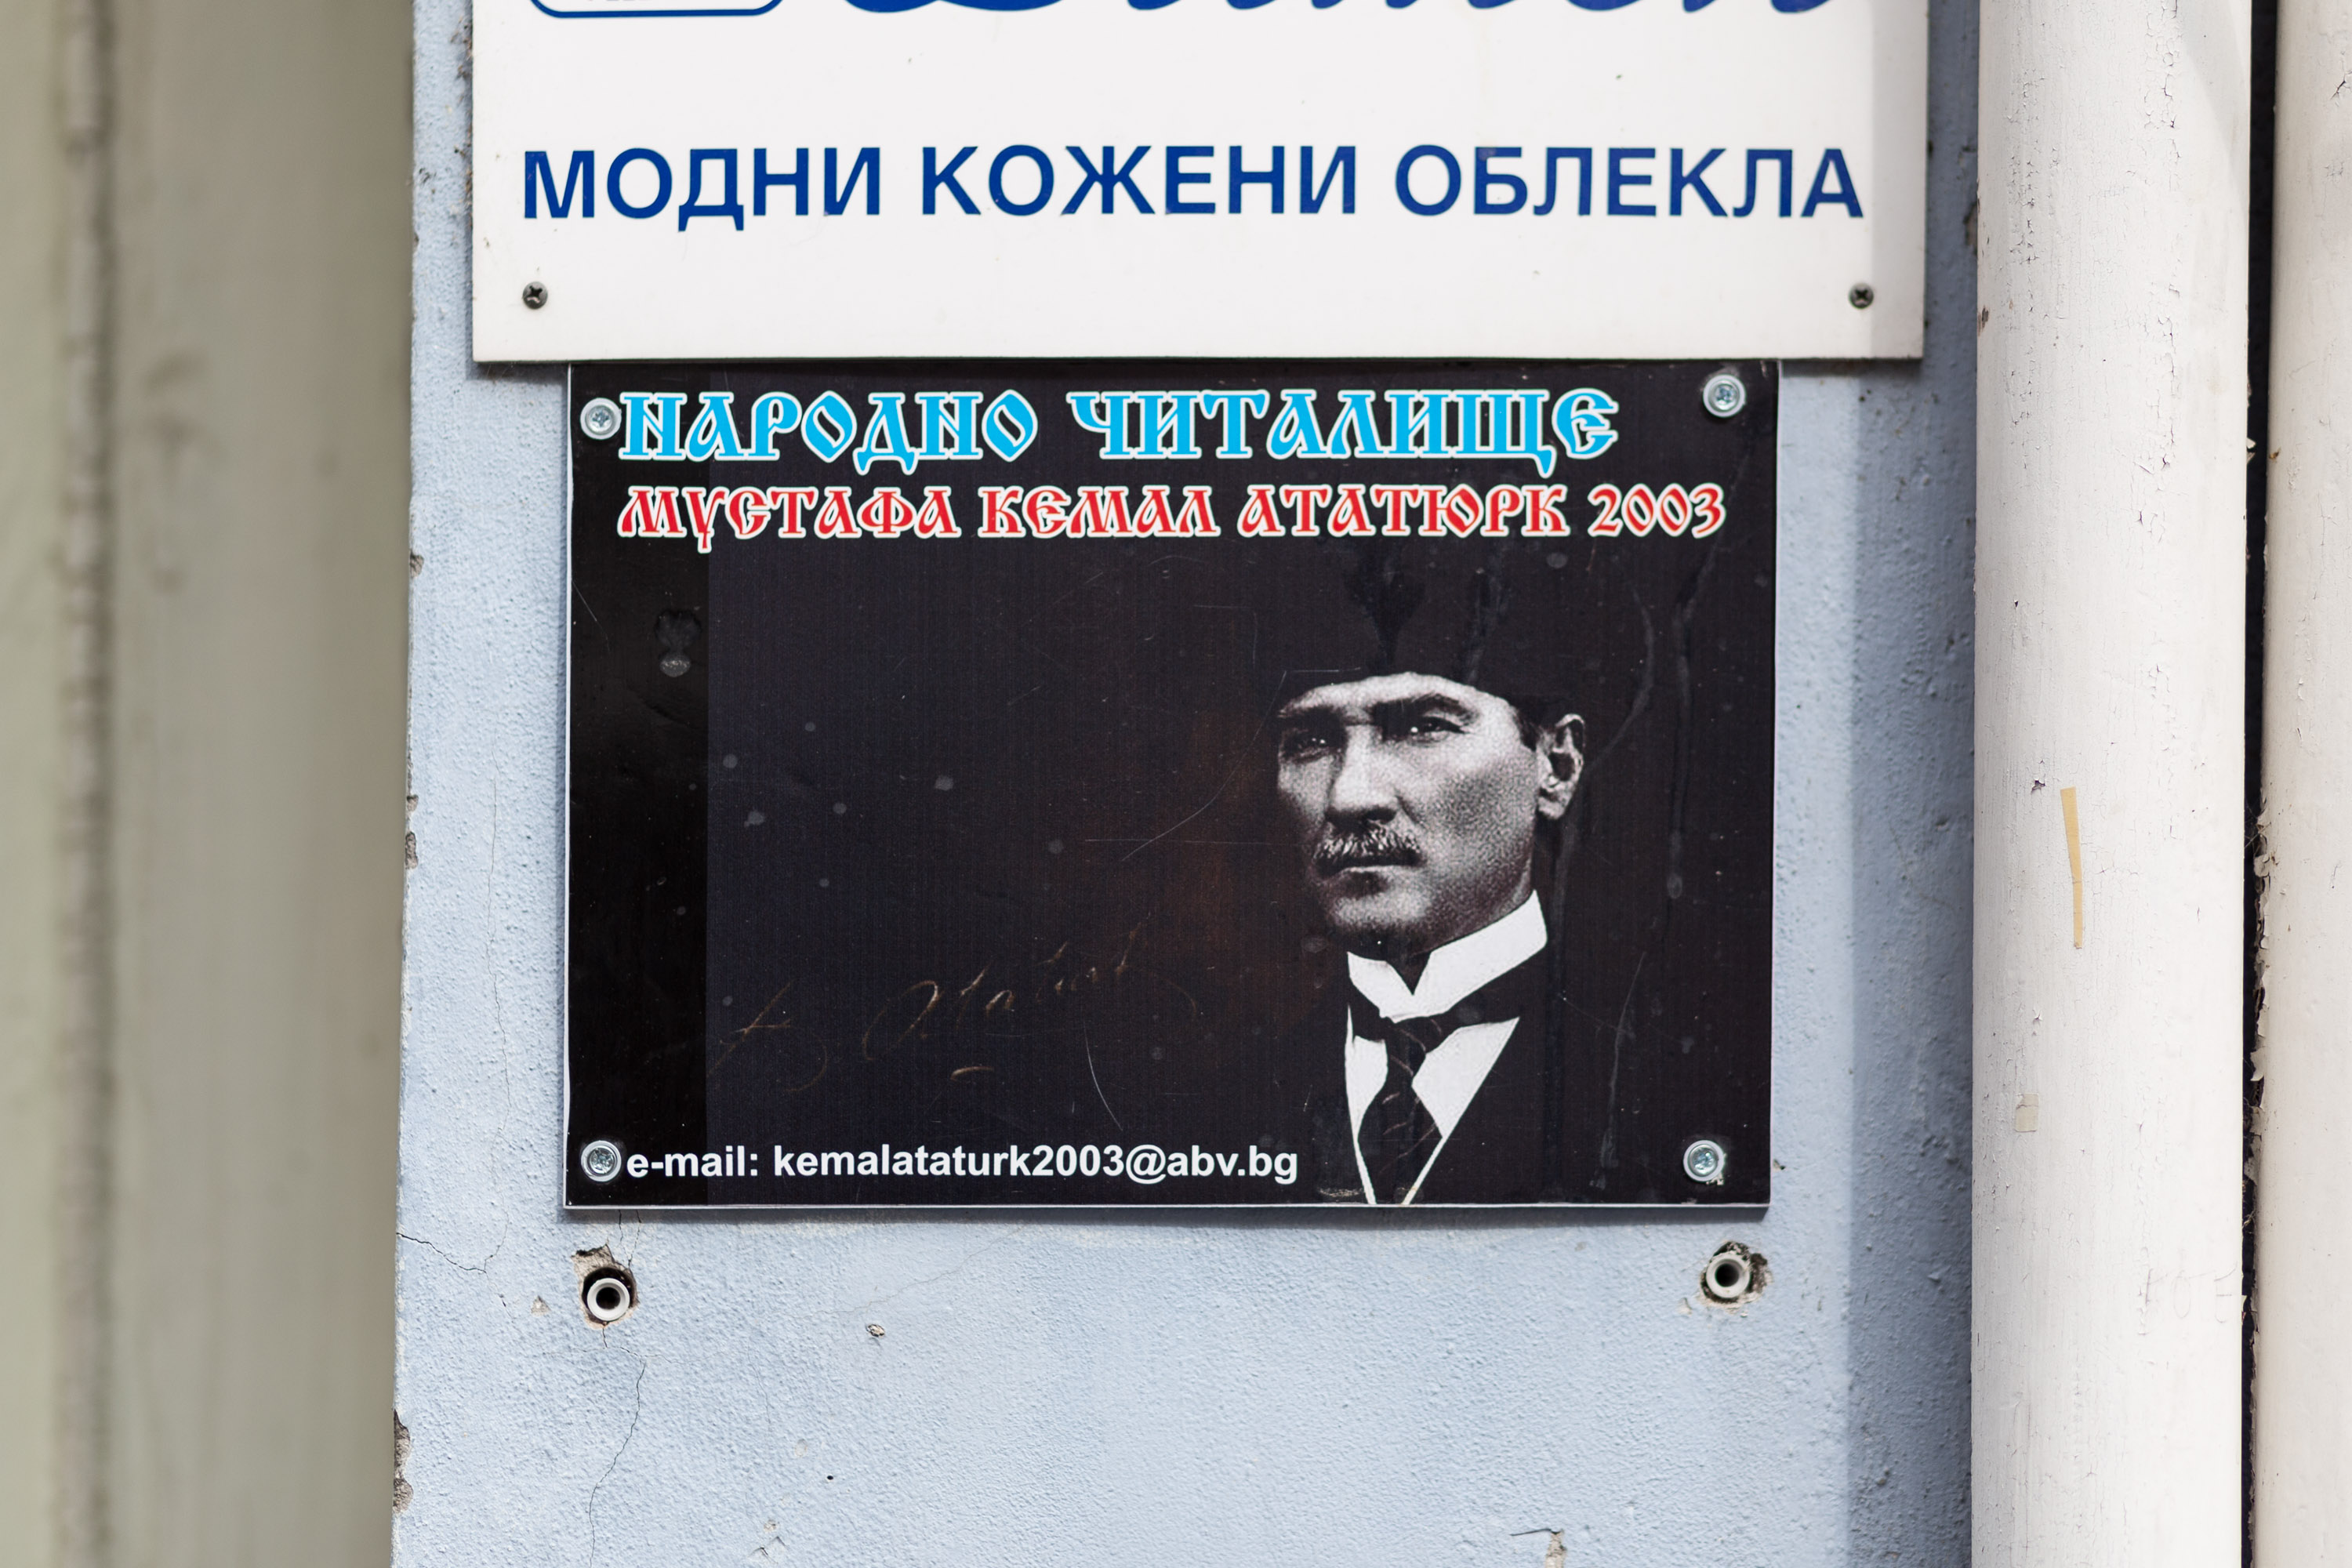 МОДНИ КОЖЕНИ ОБЛЕКЛА
НАРОДНО ЧИТАЛИЩЕ
МУСТАФА КЕМАЛ АТАТЮРК 2003
e-mail: kemalataturk2003@abv.bg